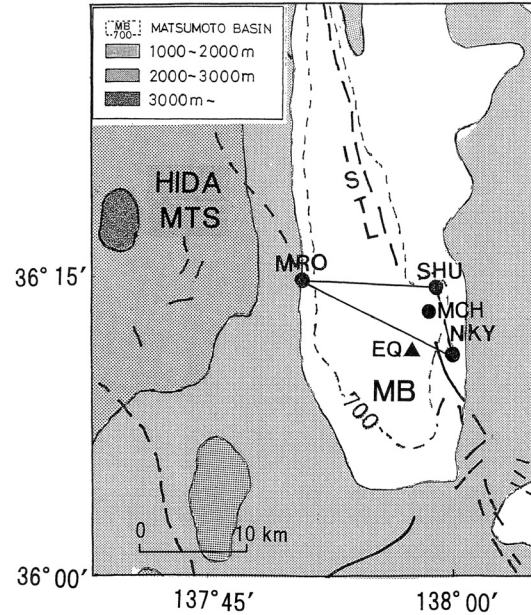 MB
700
MATSUMOTO BASIN
1000~2000m
2000~3000m
3000m~
HIDA
MTS
ISTL
MRO
SHU
MCH
NKY
EQ
MB
700
36°15′
0 10 km
36°00′
137°45′ 138°00′